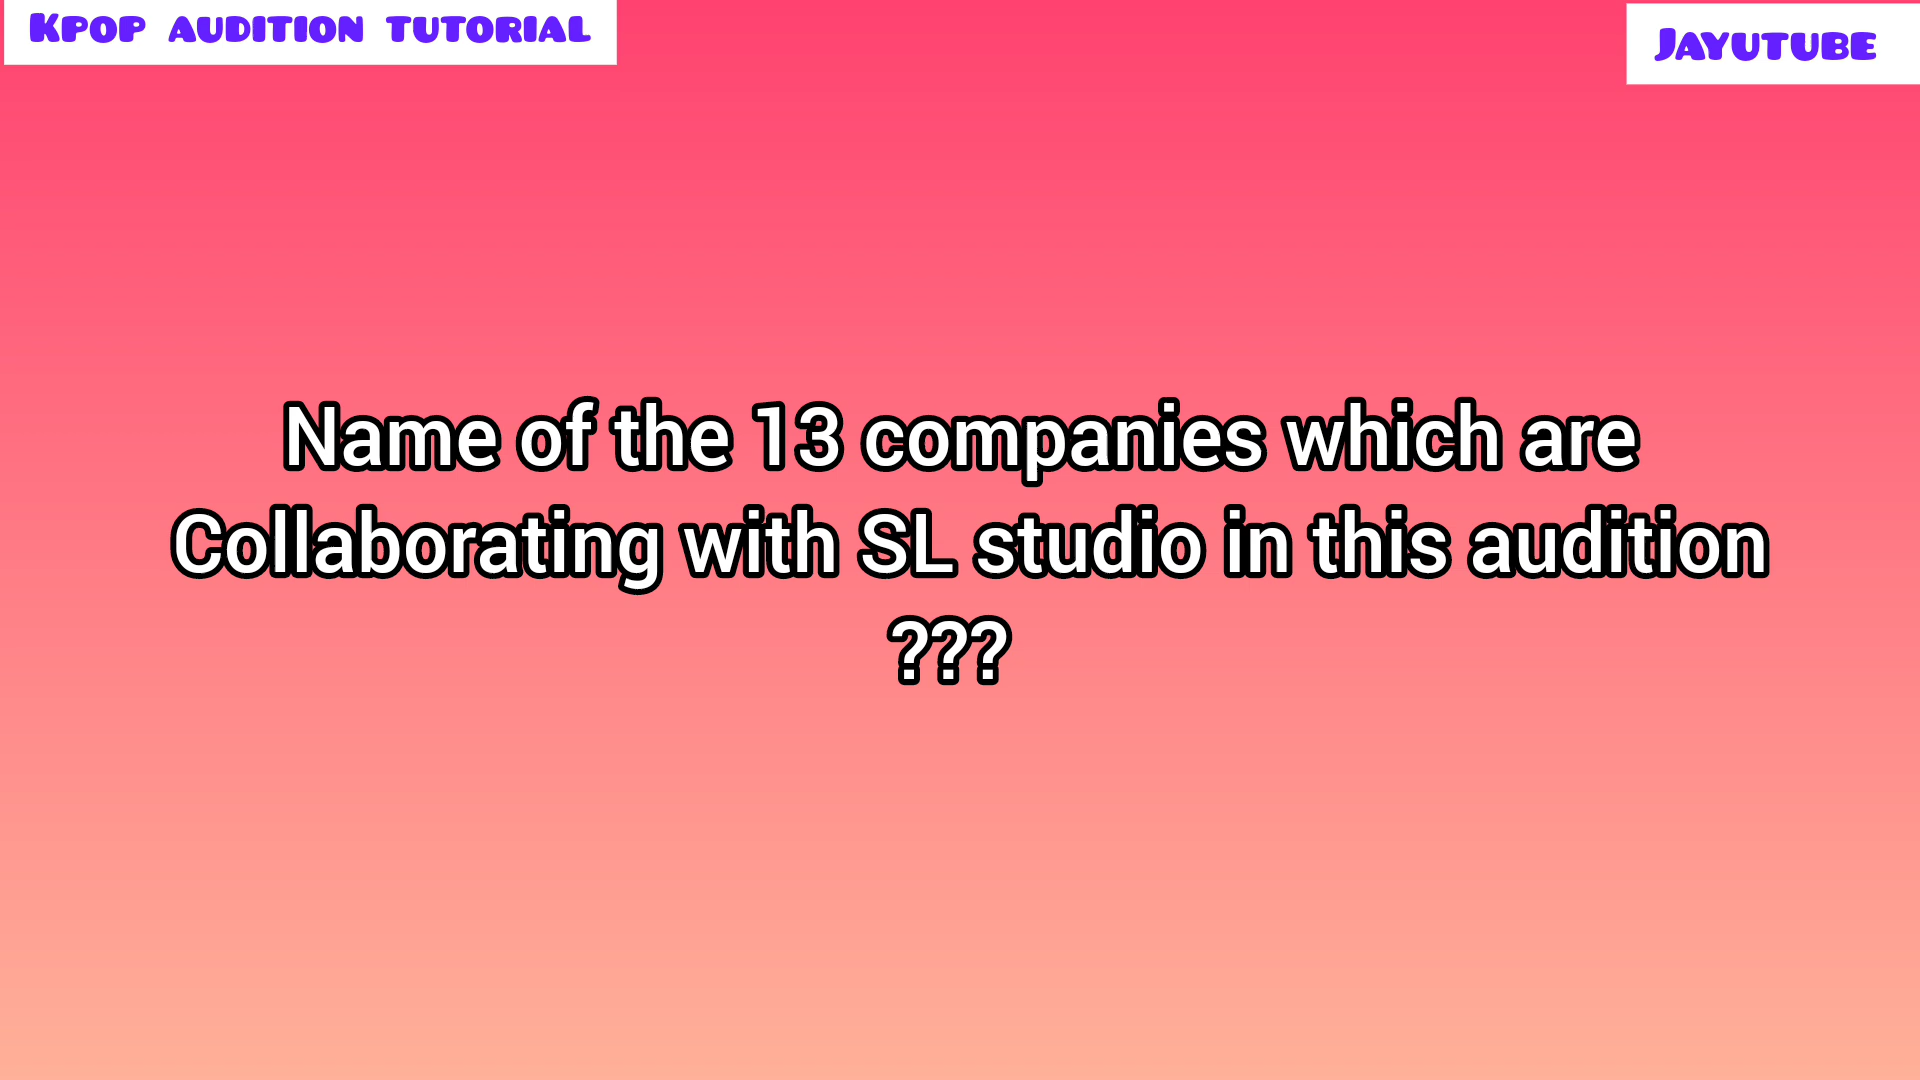 Kpop audition tutorial
Jayutube
Name of the 13 companies which are
Collaborating with SL studio in this audition
???